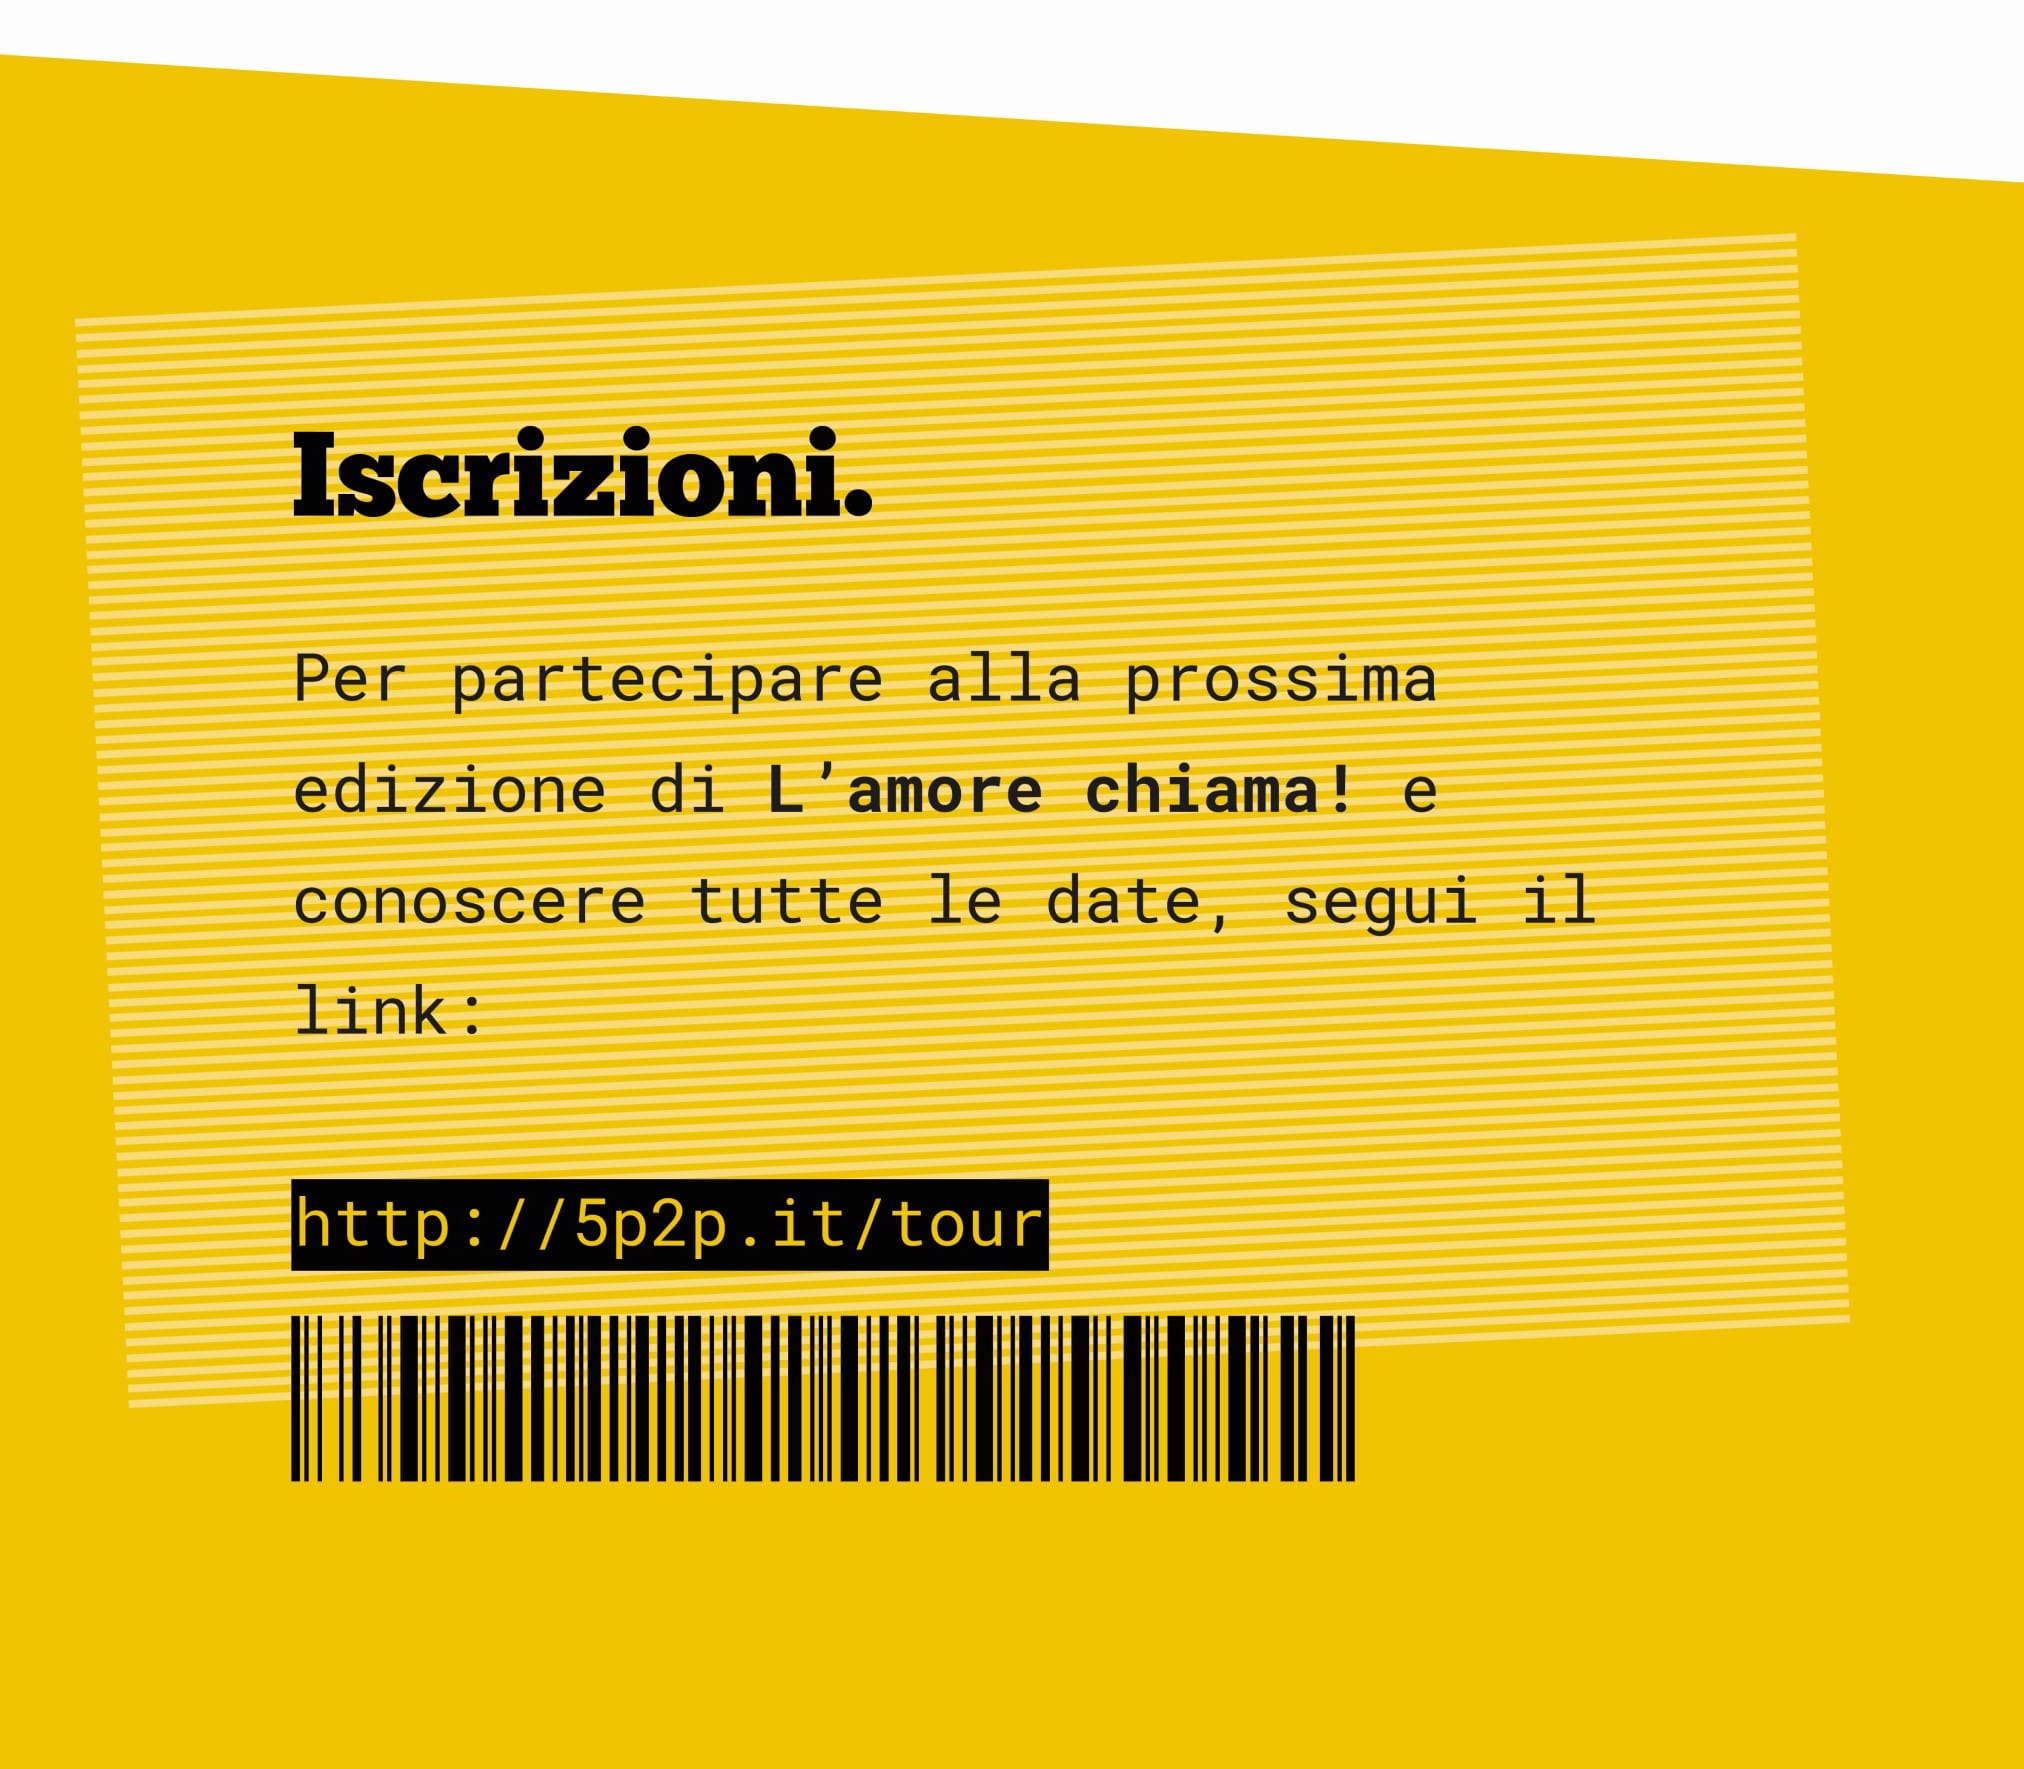 Iscrizioni.
Per partecipare alla prossima
edizione di L’amore chiama! e
conoscere tutte le date, segui il
link:
http://5p2p.it/tour